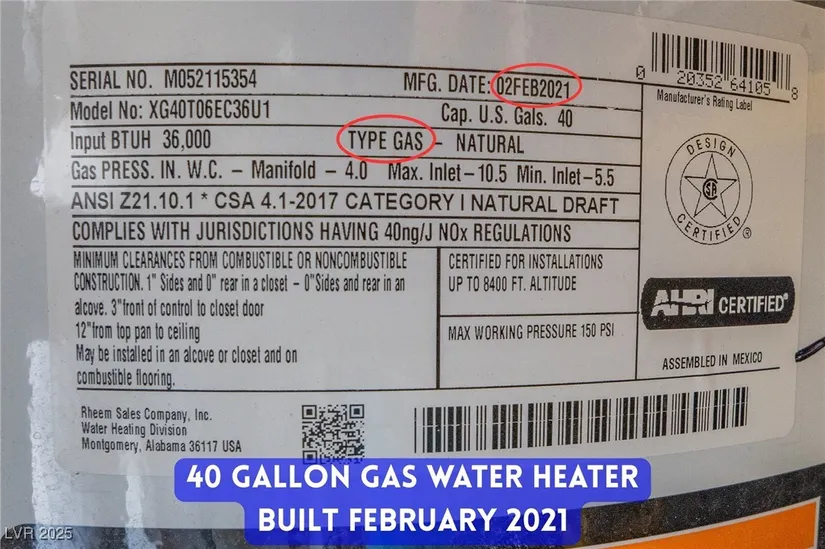 SERIAL NO. M052115354 MFG. DATE: 02FEB2021
Model No: XG40T06EC36U1 Cap. U.S. Gals. 40
Input BTUH 36,000 TYPE GAS - NATURAL
Gas PRESS. IN. W.C. - Manifold - 4.0 Max. Inlet-10.5 Min. Inlet-5.5
ANSI Z21.10.1 * CSA 4.1-2017 CATEGORY I NATURAL DRAFT
COMPLIES WITH JURISDICTIONS HAVING 40ng/J NOx REGULATIONS
MINIMUM CLEARANCES FROM COMBUSTIBLE OR NONCOMBUSTIBLE
CONSTRUCTION. 1" Sides and 0" rear in a closet - 0"Sides and rear in an
alcove. 3"front of control to closet door
12"from top pan to ceiling
May be installed in an alcove or closet and on
combustible flooring.
CERTIFIED FOR INSTALLATIONS
UP TO 8400 FT. ALTITUDE
MAX WORKING PRESSURE 150 PSI
0 20352 64105 8
Manufacturer's Rating Label
DESIGN
SA
CERTIFIED
®
AHRI CERTIFIED®
ASSEMBLED IN MEXICO
Rheem Sales Company, Inc.
Water Heating Division
Montgomery, Alabama 36117 USA
40 GALLON GAS WATER HEATER
BUILT FEBRUARY 2021
LVR 2025